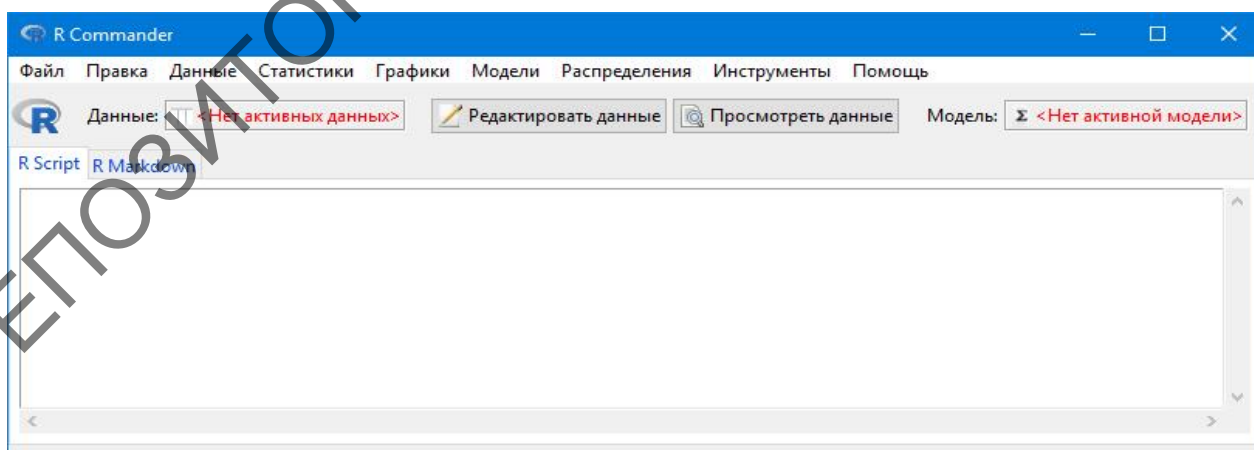 R Commander
Файл Правка Данные Статистики Графики Модели Распределения Инструменты Помощь
R Данные: <Нет активных данных> Редактировать данные Просмотреть данные Модель: Σ <Нет активной модели>
R Script R Markdown
ЕПОЗИТО